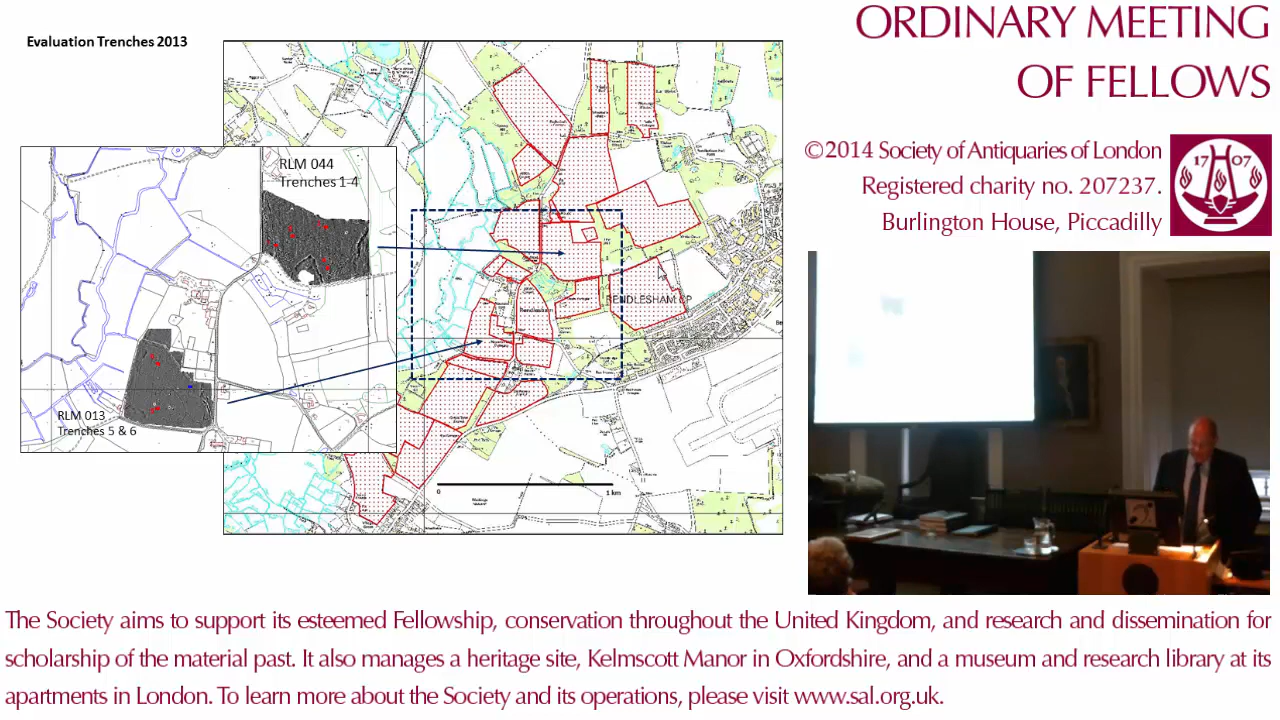 Evaluation Trenches 2013
RLM 044
Trenches 1-4
RLM 013
Trenches 5 & 6
Rendlesham
RENDLESHAM CP
0
1 km
ORDINARY MEETING
OF FELLOWS
©2014 Society of Antiquaries of London
Registered charity no. 207237.
Burlington House, Piccadilly
17 07
The Society aims to support its esteemed Fellowship, conservation throughout the United Kingdom, and research and dissemination for
scholarship of the material past. It also manages a heritage site, Kelmscott Manor in Oxfordshire, and a museum and research library at its
apartments in London. To learn more about the Society and its operations, please visit www.sal.org.uk.